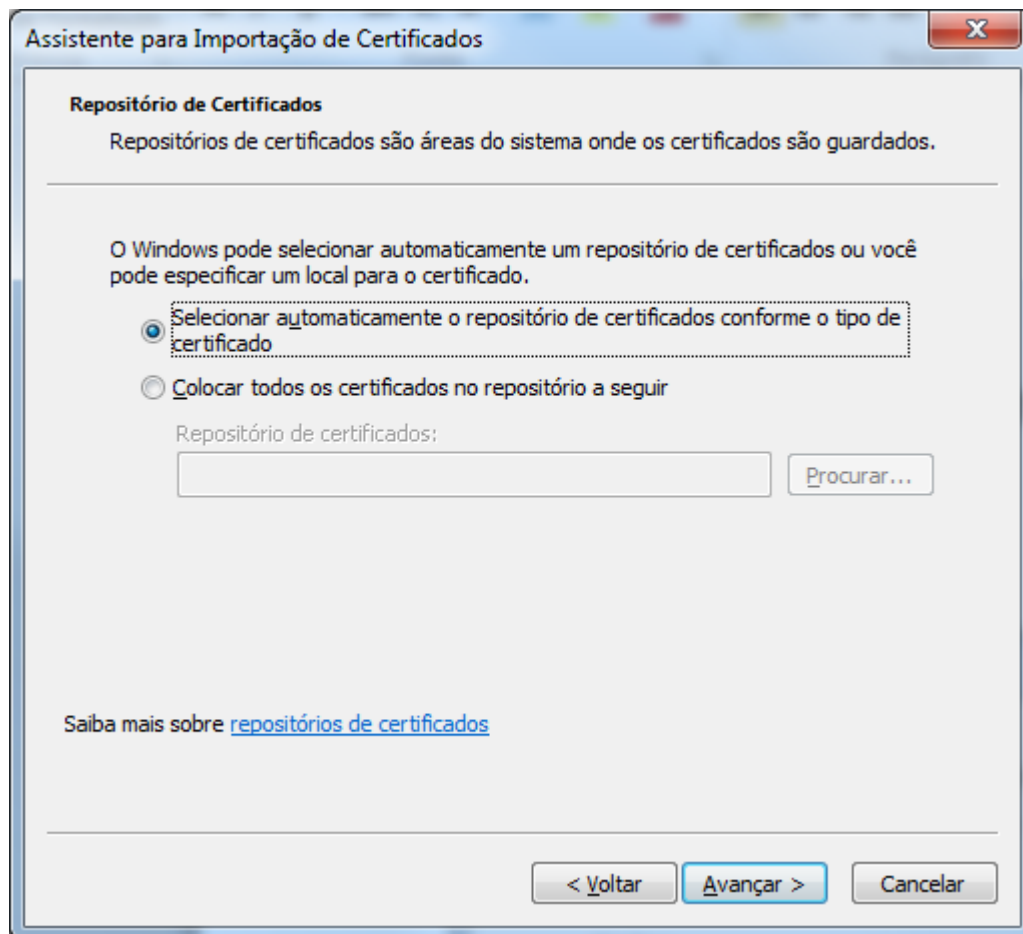 Assistente para Importação de Certificados
Repositório de Certificados
Repositórios de certificados são áreas do sistema onde os certificados são guardados.
O Windows pode selecionar automaticamente um repositório de certificados ou você
pode especificar um local para o certificado.
Selecionar automaticamente o repositório de certificados conforme o tipo de
certificado
Colocar todos os certificados no repositório a seguir
Repositório de certificados:
Procurar...
Saiba mais sobre repositórios de certificados
< Voltar
Avançar >
Cancelar